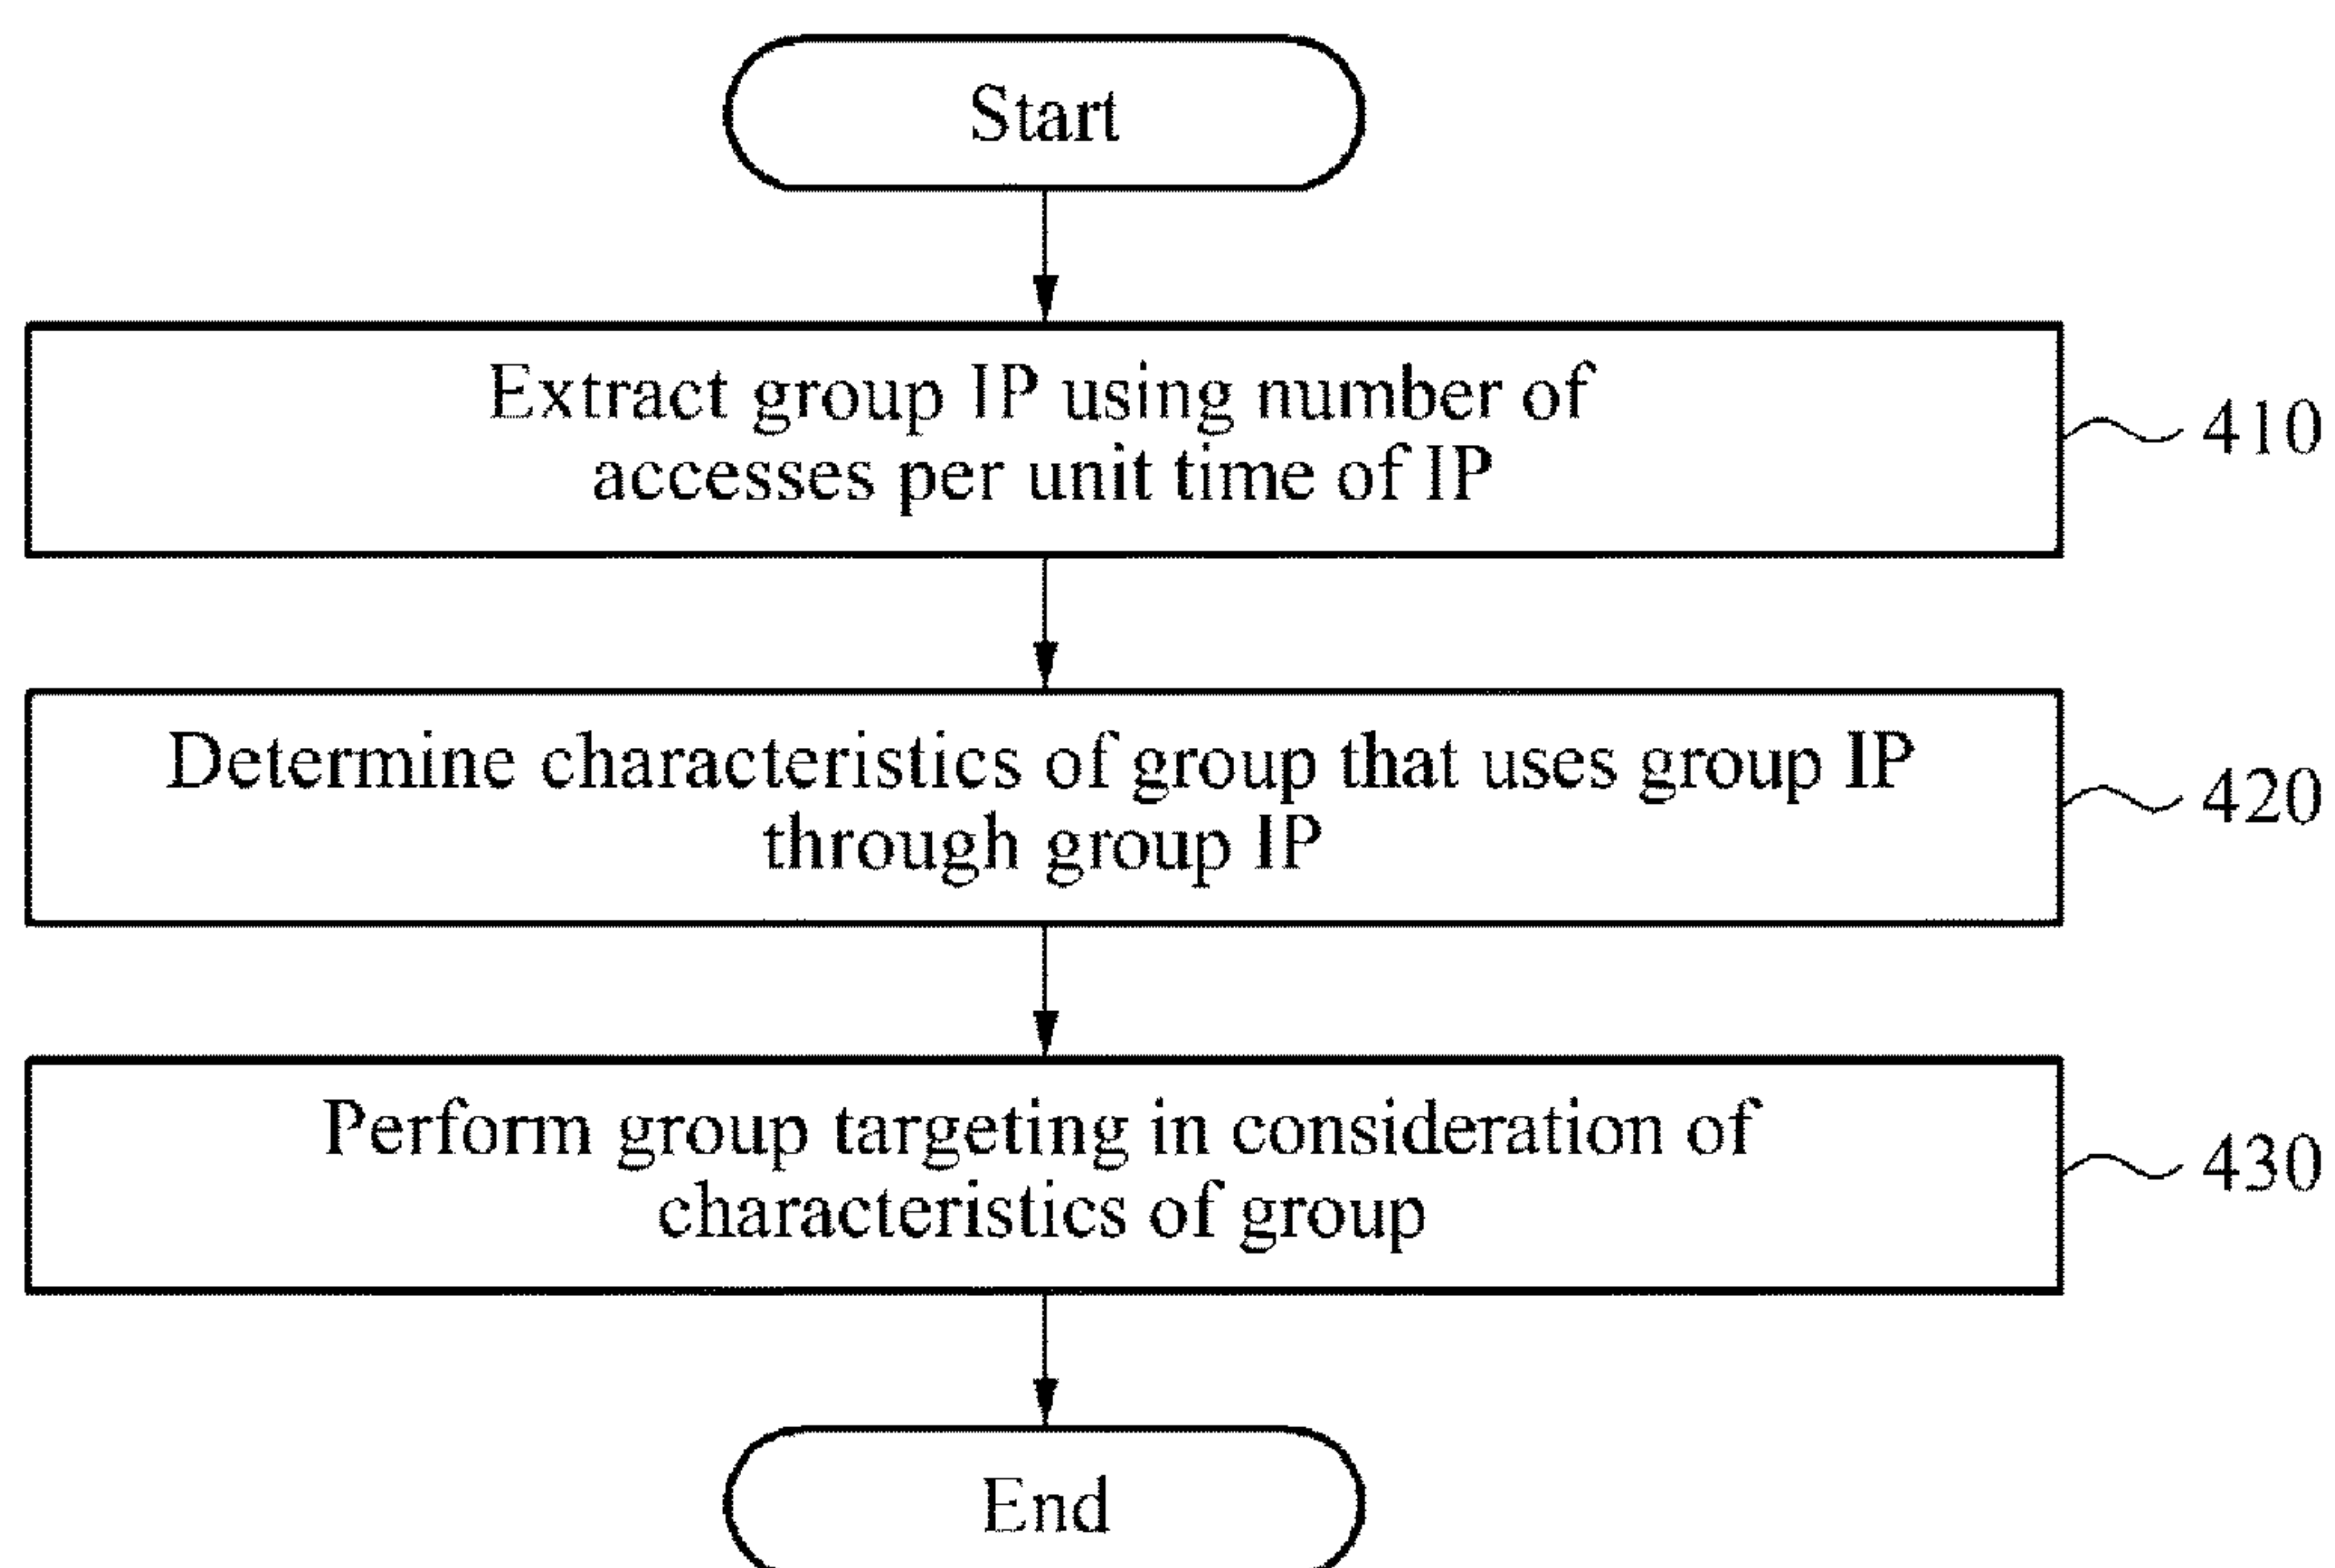 Start
Extract group IP using number of
accesses per unit time of IP
410
Determine characteristics of group that uses group IP
through group IP
420
Perform group targeting in consideration of
characteristics of group
430
End